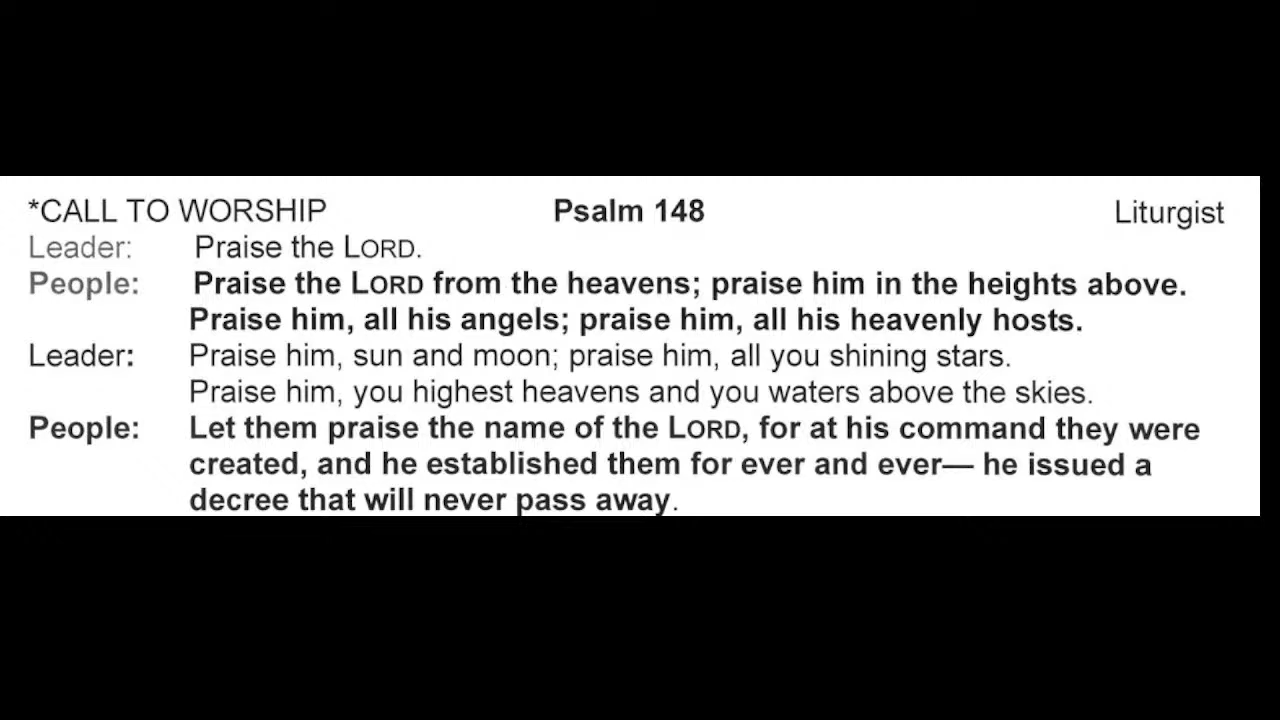 *CALL TO WORSHIP Psalm 148 Liturgist
Leader: Praise the LORD.
People: Praise the LORD from the heavens; praise him in the heights above.
Praise him, all his angels; praise him, all his heavenly hosts.
Leader: Praise him, sun and moon; praise him, all you shining stars.
Praise him, you highest heavens and you waters above the skies.
People: Let them praise the name of the LORD, for at his command they were
created, and he established them for ever and ever— he issued a
decree that will never pass away.